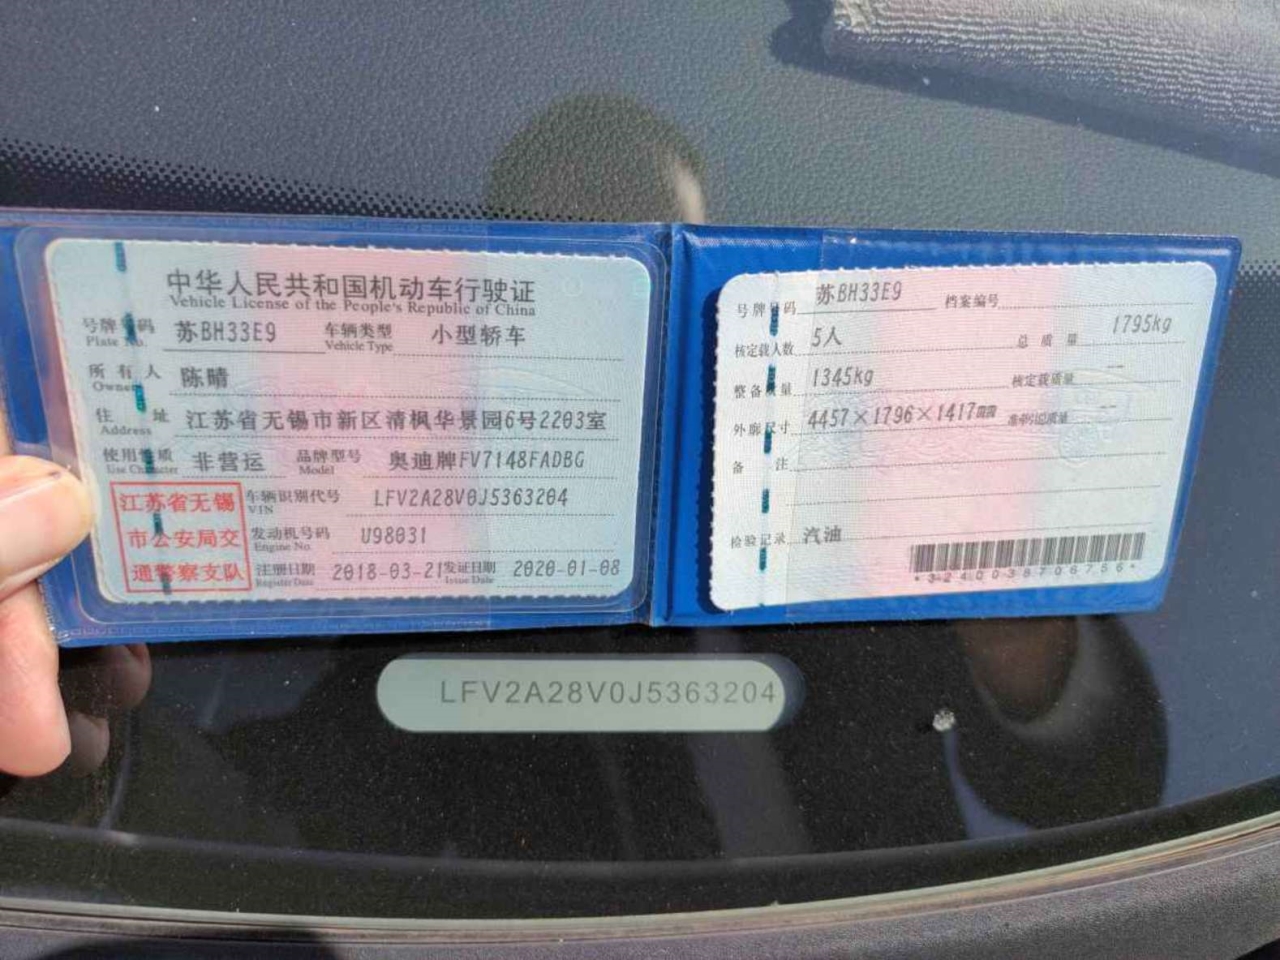 中华人民共和国机动车行驶证
Vehicle License of the People's Republic of China
号牌号码 苏BH33E9 车辆类型 小型轿车
Plate No. Vehicle Type
所有人 陈晴
Owner
住址 江苏省无锡市新区清枫华景园6号2203室
Address
使用性质 非营运 品牌型号 奥迪牌FV7148FADBG
Use Character Model
江苏省无锡
市公安局交
通警察支队
车辆识别代号 LFV2A28V0J5363204
VIN
发动机号码 U98031
Engine No.
注册日期 2018-03-21 发证日期 2020-01-08
Register Date Issue Date
号牌号码 苏BH33E9 档案编号
核定载人数 5人 总质量 1795kg
整备质量 1345kg 核定载质量 --
外廓尺寸 4457×1796×1417mm 准牵引总质量 --
备注
检验记录 汽油
*3240038706756*
LFV2A28V0J5363204